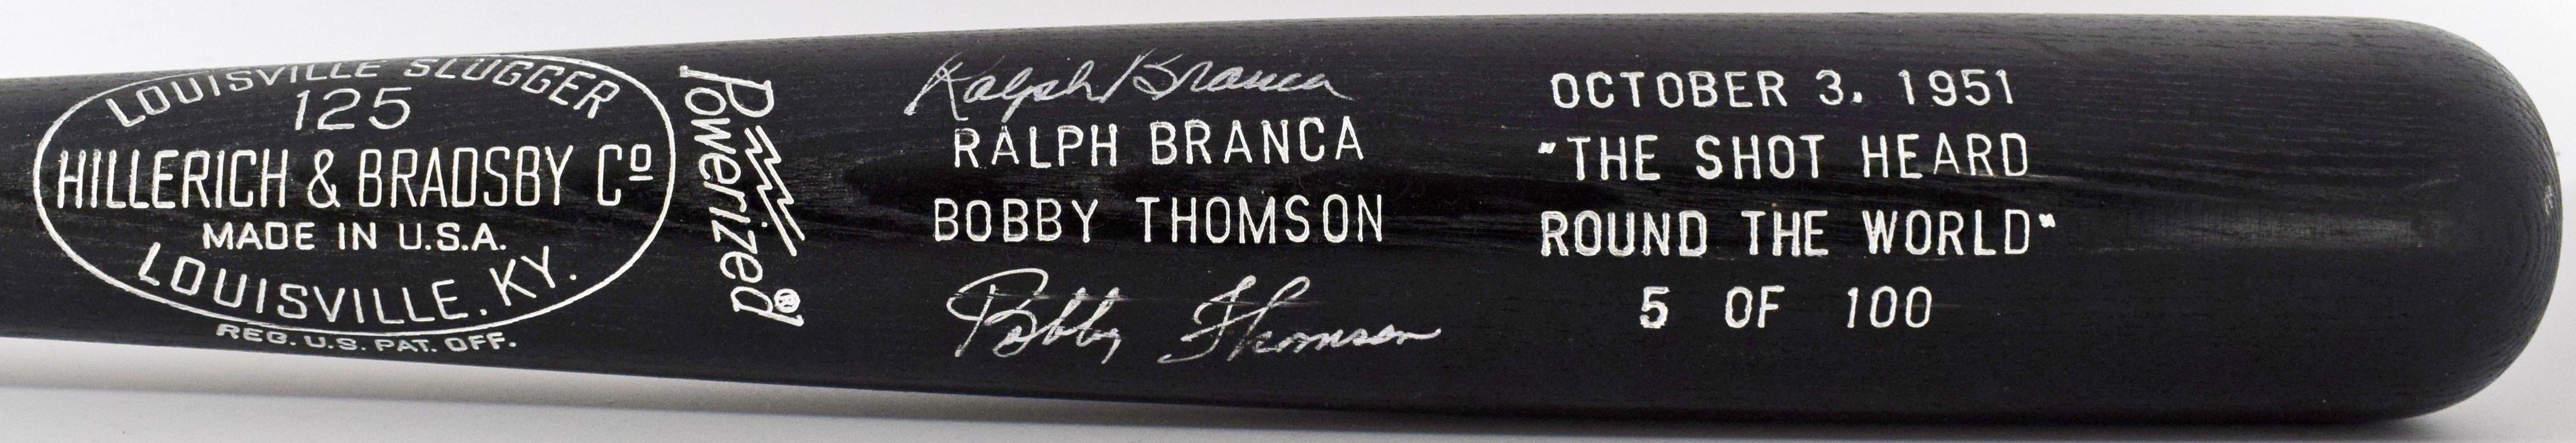 LOUISVILLE SLUGGER
125
HILLERICH & BRADSBY Cº
MADE IN U.S.A.
LOUISVILLE, KY.
REG. U.S. PAT. OFF.
Powerized®
Ralph Branca
RALPH BRANCA
BOBBY THOMSON
Bobby Thomson
OCTOBER 3, 1951
"THE SHOT HEARD
ROUND THE WORLD"
5 OF 100